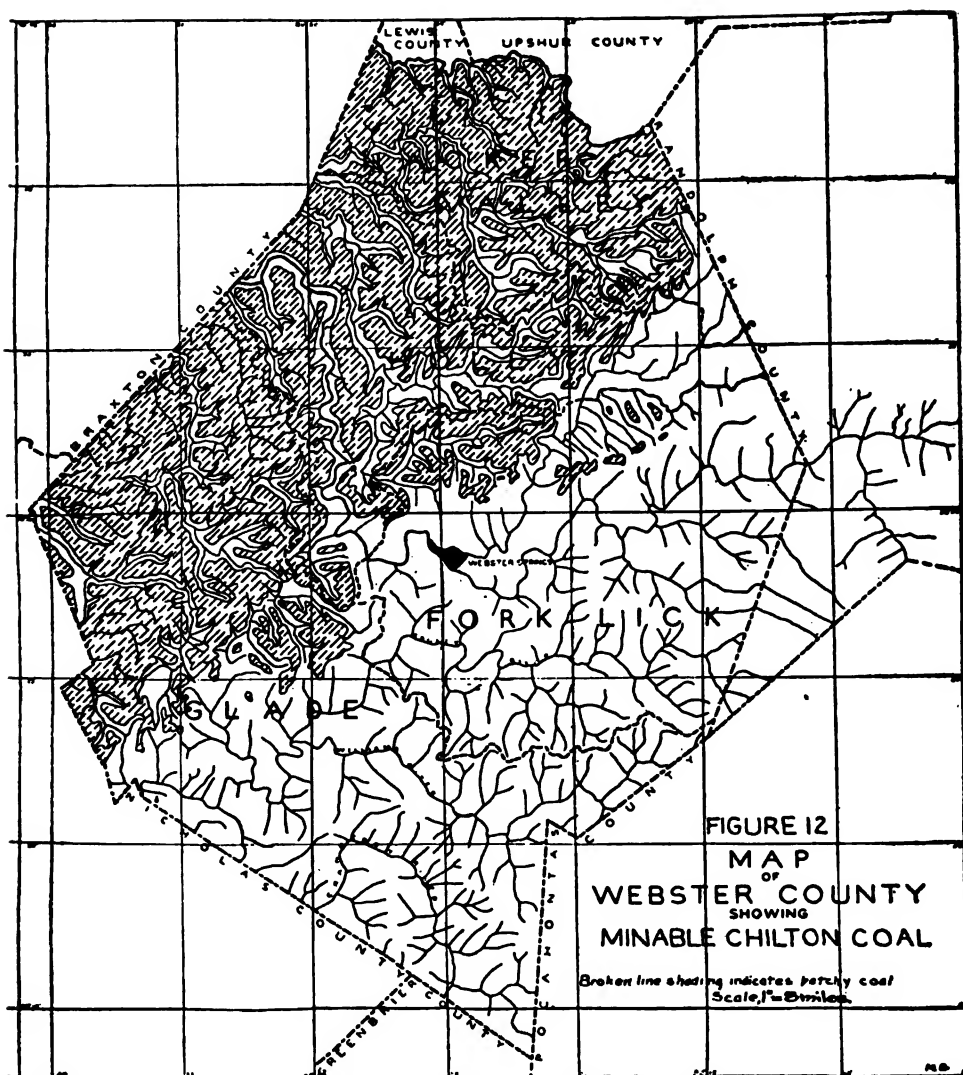 LEWIS
COUNTY
UPSHUR COUNTY
HACKER
VALLEY
RANDOLPH COUNTY
BRAXTON COUNTY
WEBSTER SPRINGS
FORK LICK
GLADE
NICHOLAS COUNTY
GREENBRIER COUNTY
POCAHONTAS COUNTY
FIGURE 12
MAP
OF
WEBSTER COUNTY
SHOWING
MINABLE CHILTON COAL
Broken line shading indicates patchy coal
Scale, 1"=8 miles.